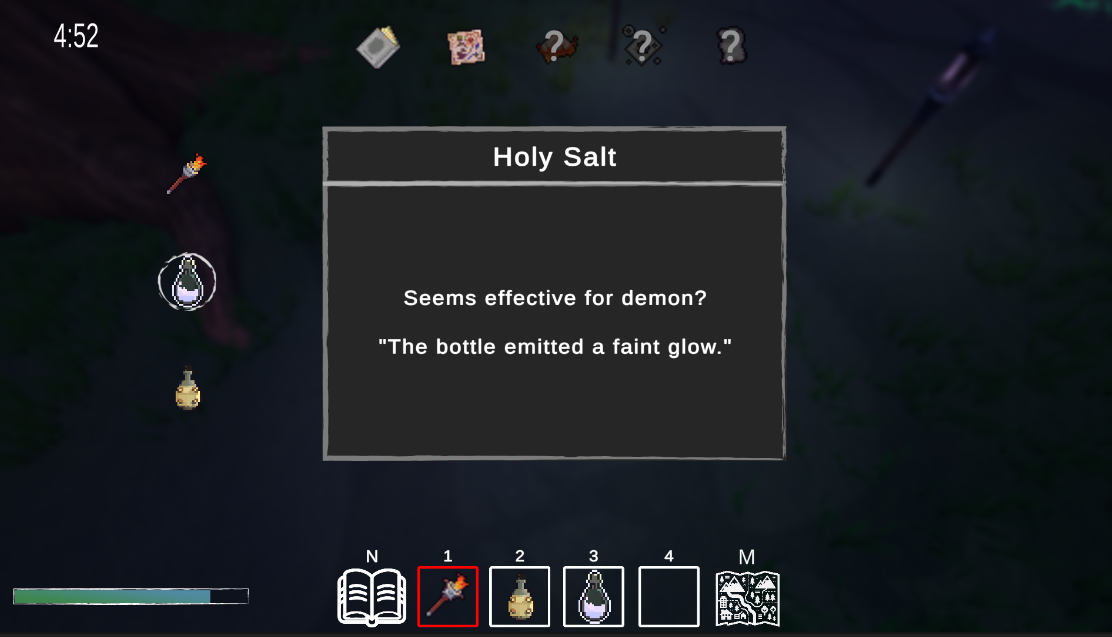 4:52
? ? ?
Holy Salt
Seems effective for demon?
"The bottle emitted a faint glow."
N 1 2 3 4 M